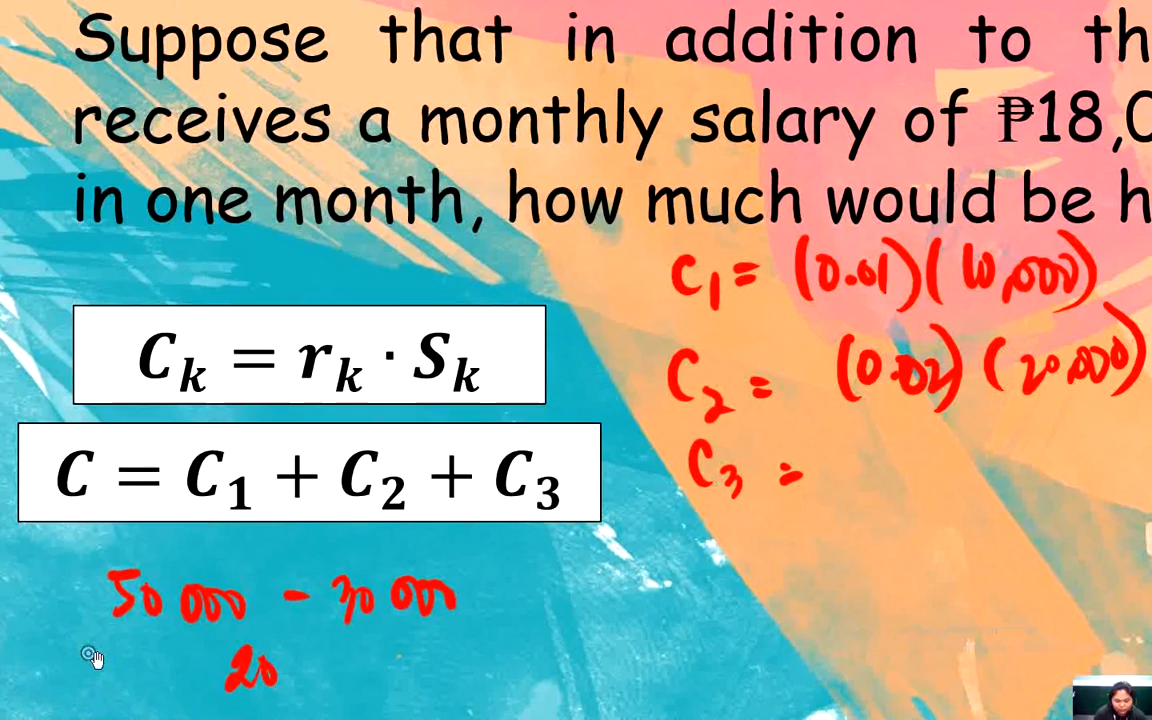 Suppose that in addition to th
receives a monthly salary of ₱18,0
in one month, how much would be h
C1 = (0.01)(10,000)
Ck = rk · Sk
C2 = (0.02)(20,000)
C = C1 + C2 + C3
C3 =
50 000 - 30 000
20